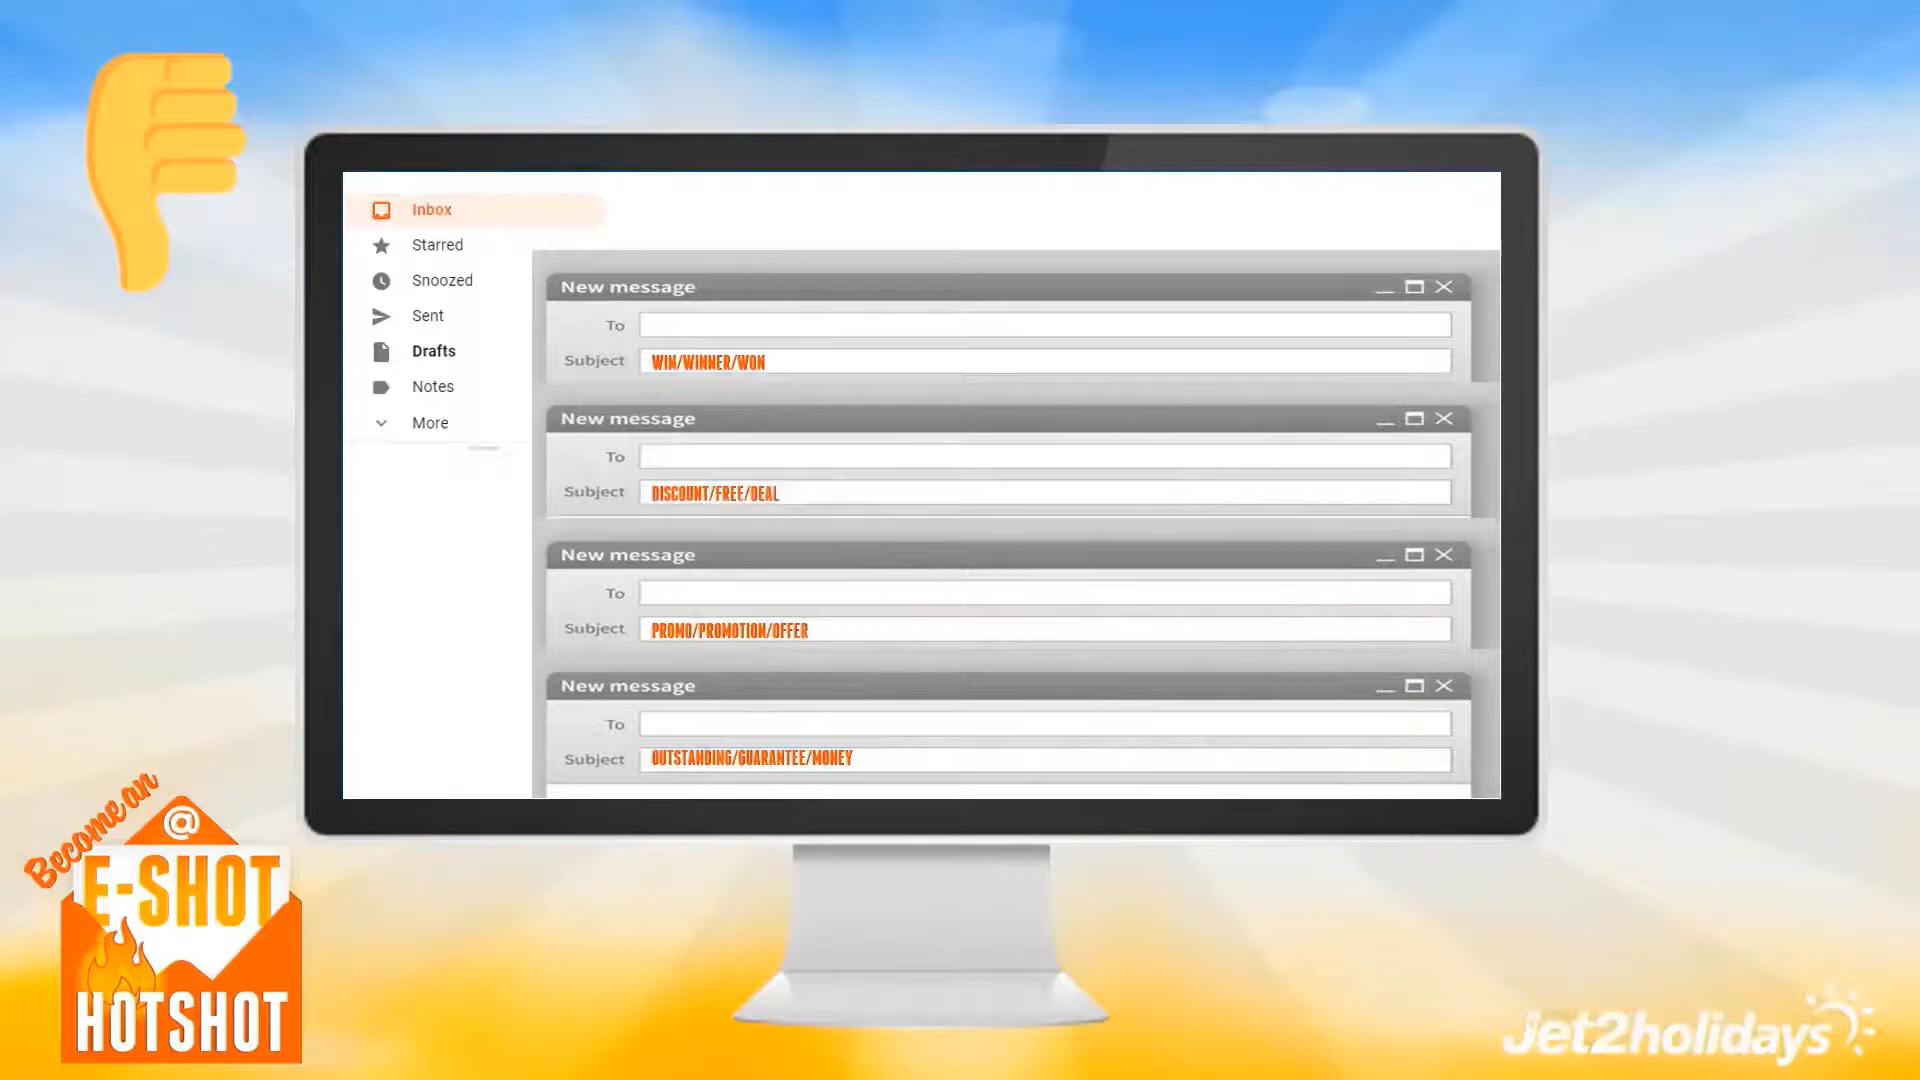 Inbox
Starred
Snoozed
Sent
Drafts
Notes
More
New message
To
Subject WIN/WINNER/WON
New message
To
Subject DISCOUNT/FREE/DEAL
New message
To
Subject PROMO/PROMOTION/OFFER
New message
To
Subject OUTSTANDING/GUARANTEE/MONEY
Become an
@
E-SHOT
HOTSHOT
Jet2holidays